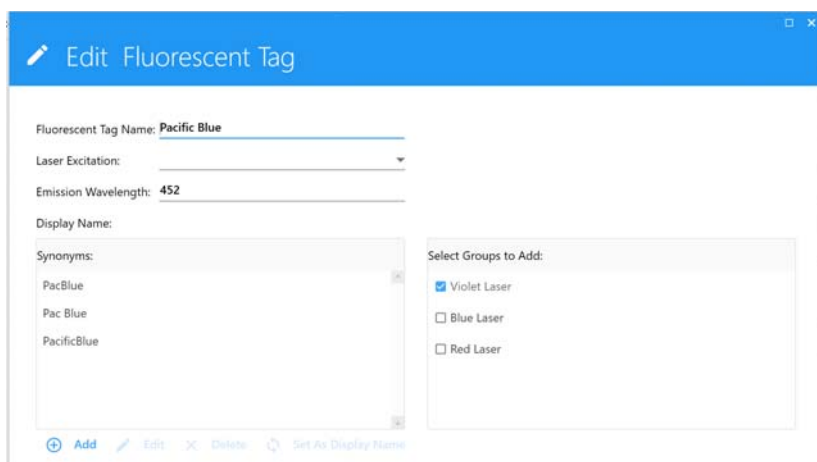 Edit Fluorescent Tag
Fluorescent Tag Name: Pacific Blue
Laser Excitation:
Emission Wavelength: 452
Display Name:
Synonyms:
PacBlue
Pac Blue
PacificBlue
Select Groups to Add:
Violet Laser
Blue Laser
Red Laser
Add Edit Delete Set As Display Name